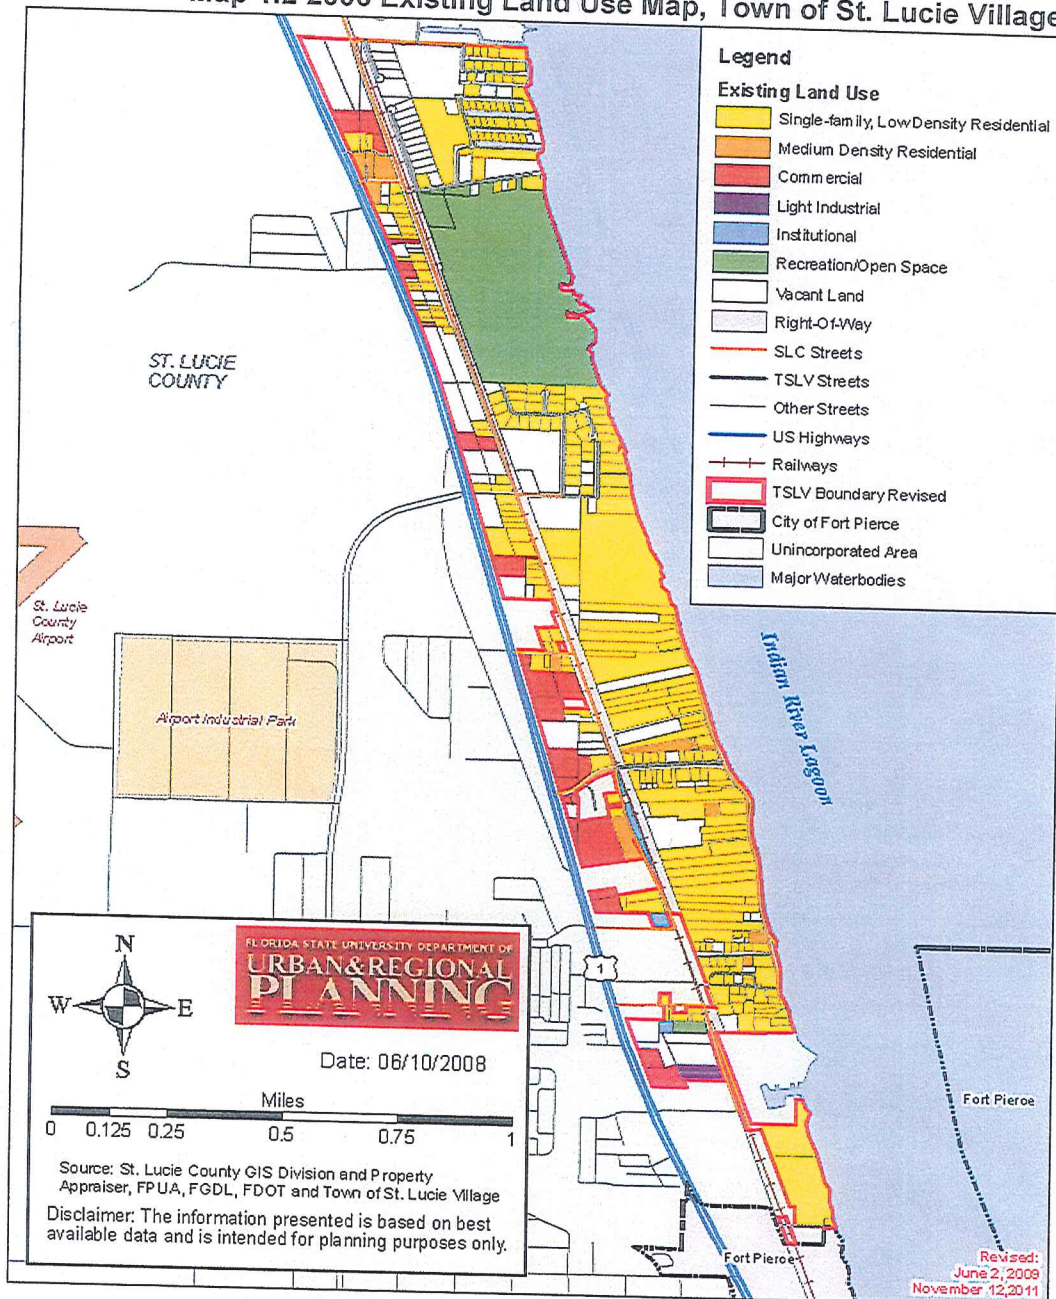 Existing Land Use Map, Town of St. Lucie Village
Legend
Existing Land Use
Single-family, Low Density Residential
Medium Density Residential
Commercial
Light Industrial
Institutional
Recreation/Open Space
Vacant Land
Right-Of-Way
SLC Streets
TSLV Streets
Other Streets
US Highways
Railways
TSLV Boundary Revised
City of Fort Pierce
Unincorporated Area
Major Waterbodies
ST. LUCIE
COUNTY
St. Lucie
County
Airport
Airport Industrial Park
Indian River Lagoon
1
N
W E
S
FLORIDA STATE UNIVERSITY DEPARTMENT OF
URBAN & REGIONAL
PLANNING
Date: 06/10/2008
Miles
0 0.125 0.25 0.5 0.75 1
Source: St. Lucie County GIS Division and Property
Appraiser, FPUA, FGDL, FDOT and Town of St. Lucie Village
Disclaimer: The information presented is based on best
available data and is intended for planning purposes only.
Fort Pierce
Fort Pierce
Revised:
June 2, 2009
November 12, 2011